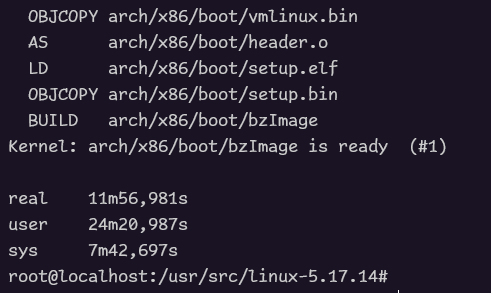 OBJCOPY arch/x86/boot/vmlinux.bin
AS arch/x86/boot/header.o
LD arch/x86/boot/setup.elf
OBJCOPY arch/x86/boot/setup.bin
BUILD arch/x86/boot/bzImage
Kernel: arch/x86/boot/bzImage is ready (#1)
real 11m56,981s
user 24m20,987s
sys 7m42,697s
root@localhost:/usr/src/linux-5.17.14#